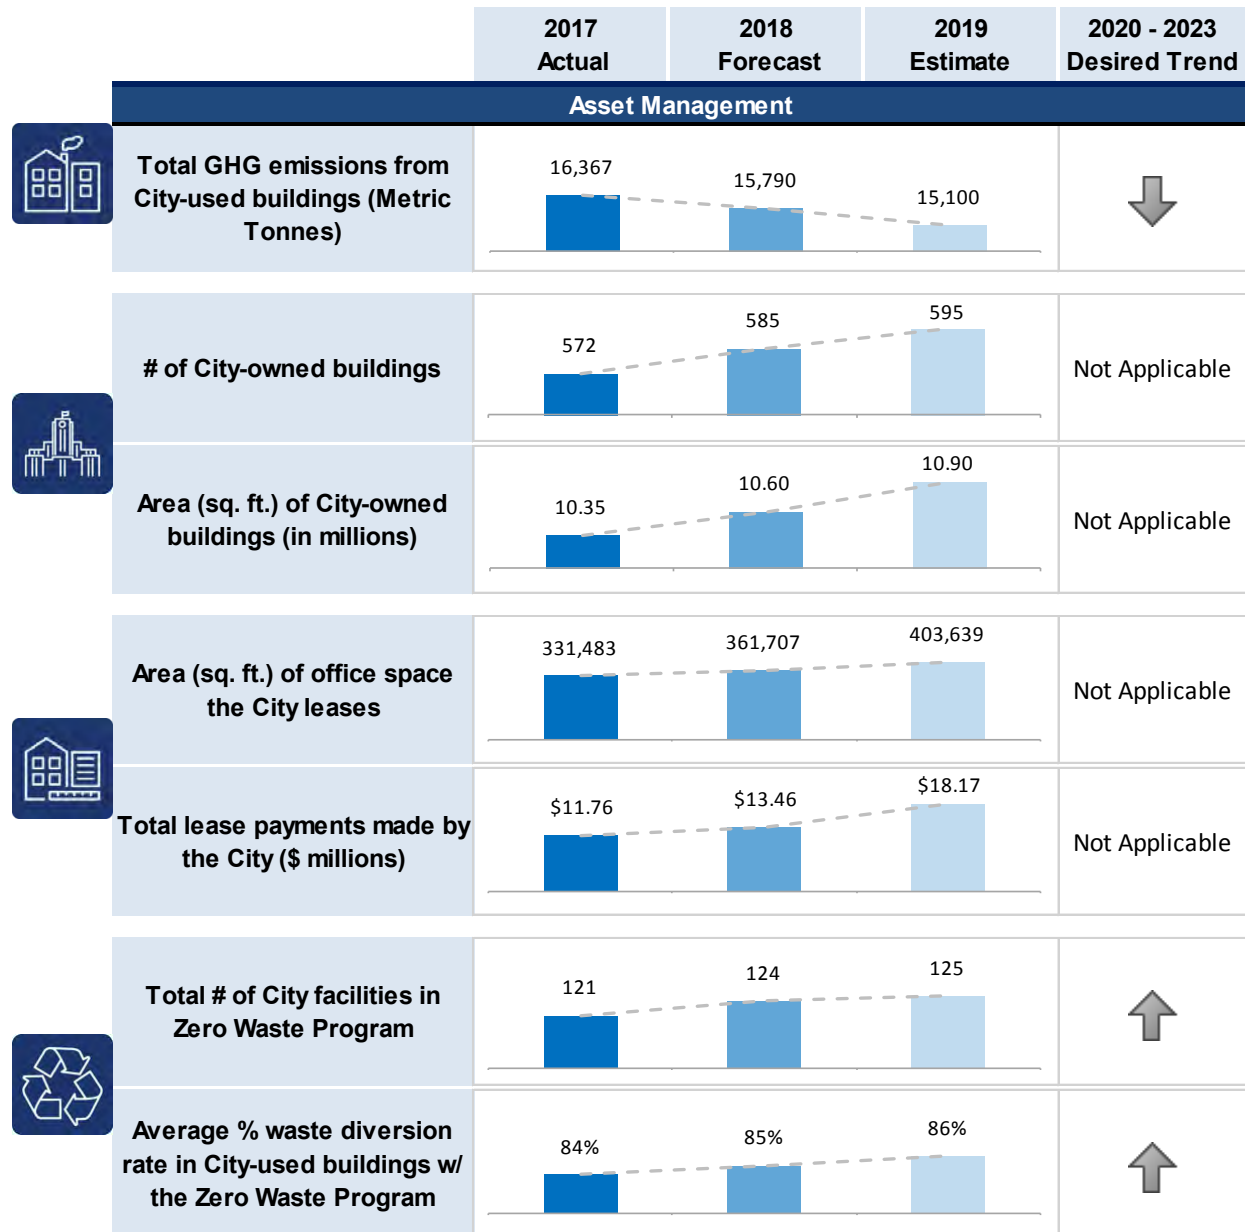 2017 Actual
2018 Forecast
2019 Estimate
2020 - 2023 Desired Trend
Asset Management
Total GHG emissions from
City-used buildings (Metric
Tonnes)
16,367
15,790
15,100
# of City-owned buildings
572
585
595
Not Applicable
Area (sq. ft.) of City-owned
buildings (in millions)
10.35
10.60
10.90
Not Applicable
Area (sq. ft.) of office space
the City leases
331,483
361,707
403,639
Not Applicable
Total lease payments made by
the City ($ millions)
$11.76
$13.46
$18.17
Not Applicable
Total # of City facilities in
Zero Waste Program
121
124
125
Average % waste diversion
rate in City-used buildings w/
the Zero Waste Program
84%
85%
86%